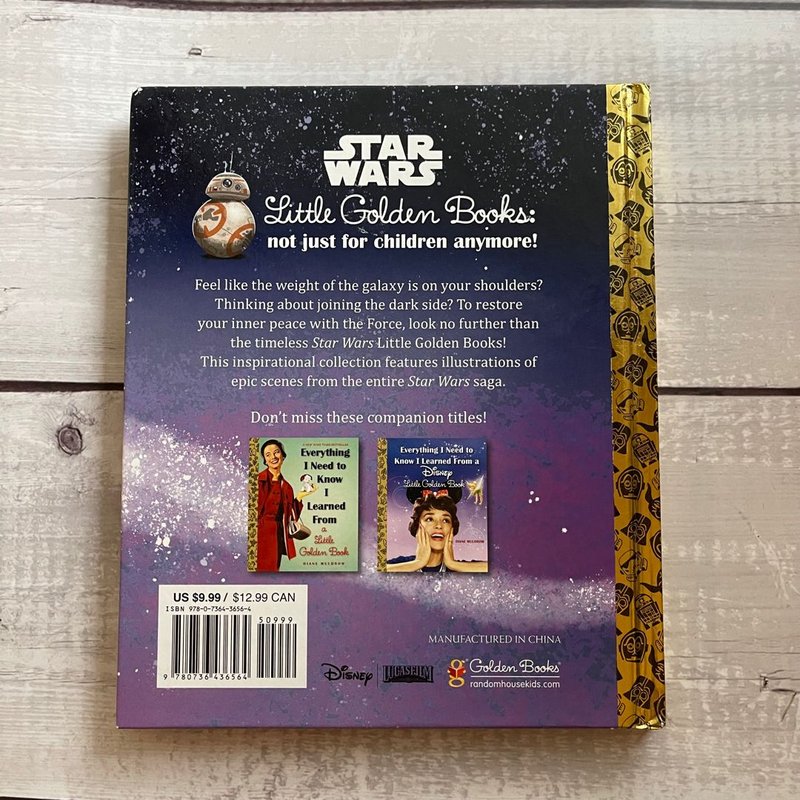 STAR
WARS
Little Golden Books:
not just for children anymore!
Feel like the weight of the galaxy is on your shoulders?
Thinking about joining the dark side? To restore
your inner peace with the Force, look no further than
the timeless Star Wars Little Golden Books!
This inspirational collection features illustrations of
epic scenes from the entire Star Wars saga.
Don't miss these companion titles!
A NEW YORK TIMES BESTSELLER
Everything
I Need to
Know
I
Learned
From
a
Little
Golden Book
DIANE MULDROW
Everything I Need to
Know I Learned From a
Disney
Little Golden Book
DIANE MULDROW
US $9.99 / $12.99 CAN
ISBN 978-0-7364-3656-4
50999
9 780736 436564
MANUFACTURED IN CHINA
Disney
LUCASFILM
Golden Books®
randomhousekids.com